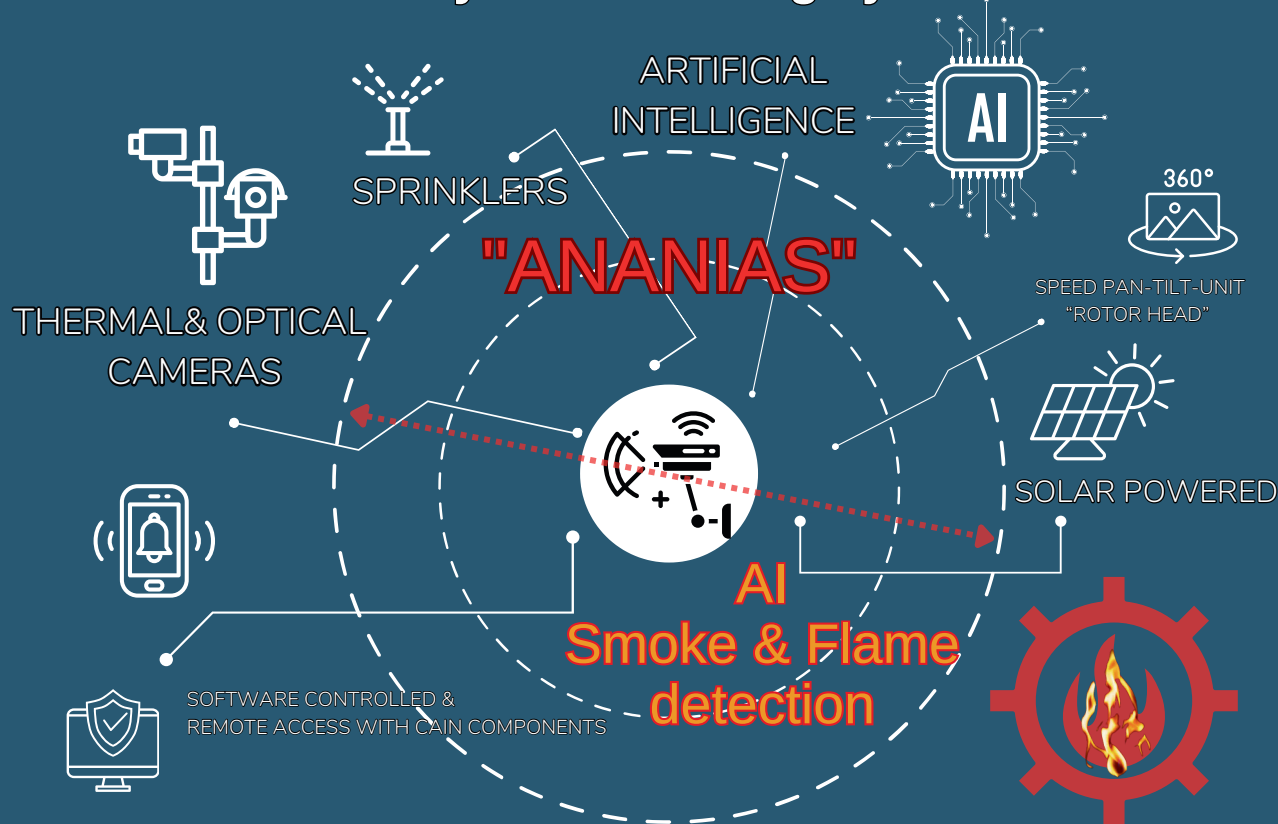 ARTIFICIAL
INTELLIGENCE
AI
SPRINKLERS
360°
"ANANIAS"
SPEED PAN-TILT-UNIT
“ROTOR HEAD”
THERMAL& OPTICAL
CAMERAS
SOLAR POWERED
AI
Smoke & Flame
detection
SOFTWARE CONTROLLED &
REMOTE ACCESS WITH CAIN COMPONENTS